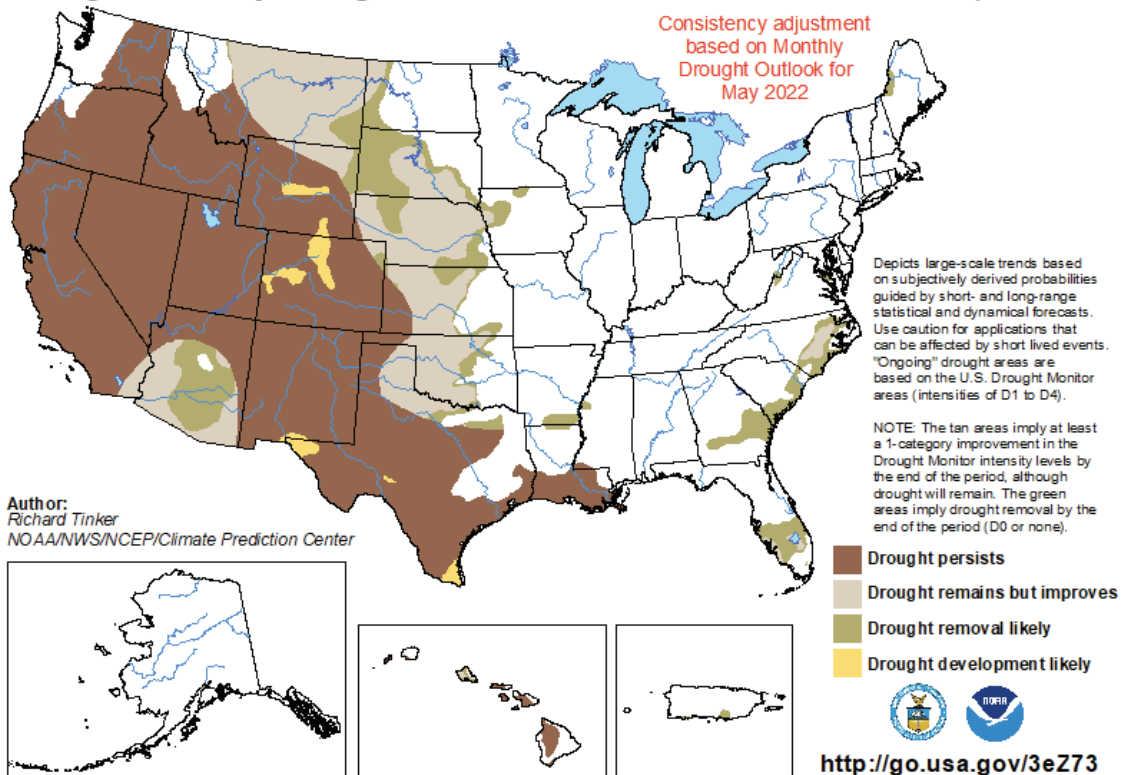 Consistency adjustment
based on Monthly
Drought Outlook for
May 2022
Depicts large-scale trends based
on subjectively derived probabilities
guided by short- and long-range
statistical and dynamical forecasts.
Use caution for applications that
can be affected by short lived events.
"Ongoing" drought areas are
based on the U.S. Drought Monitor
areas (intensities of D1 to D4).
NOTE: The tan areas imply at least
a 1-category improvement in the
Drought Monitor intensity levels by
the end of the period, although
drought will remain. The green
areas imply drought removal by the
end of the period (D0 or none).
Author:
Richard Tinker
NOAA/NWS/NCEP/Climate Prediction Center
Drought persists
Drought remains but improves
Drought removal likely
Drought development likely
NOAA
http://go.usa.gov/3eZ73